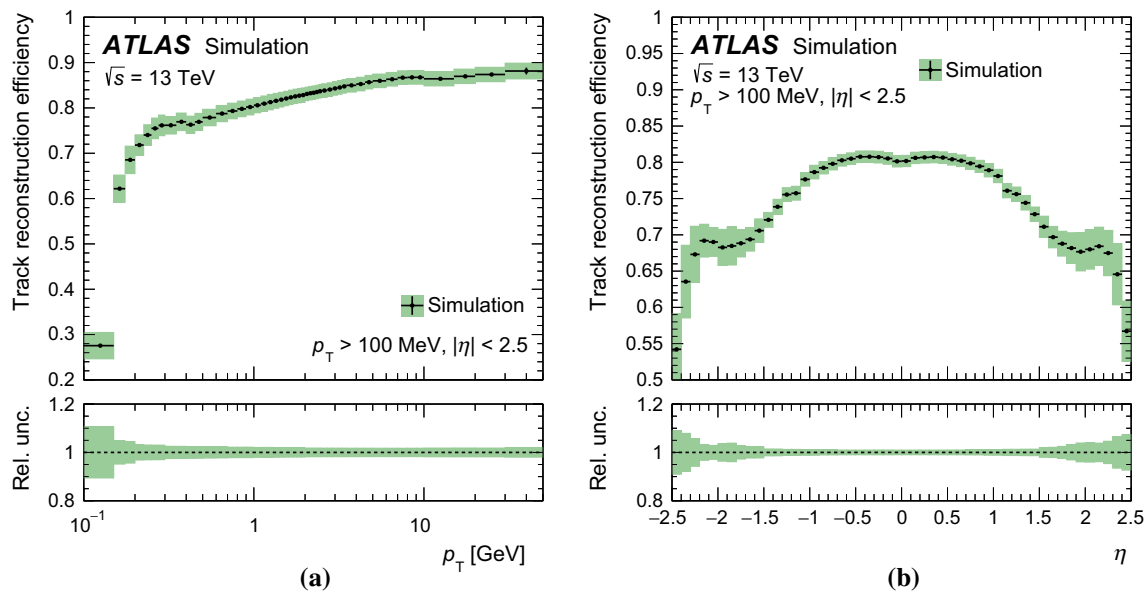 Track reconstruction efficiency
1
0.9
0.8
0.7
0.6
0.5
0.4
0.3
0.2
ATLAS Simulation
√s = 13 TeV
Simulation
p_T > 100 MeV, |η| < 2.5
Rel. unc.
1.2
1
0.8
10⁻¹ 1 10
p_T [GeV]
(a)
Track reconstruction efficiency
1
0.95
0.9
0.85
0.8
0.75
0.7
0.65
0.6
0.55
0.5
ATLAS Simulation
√s = 13 TeV
p_T > 100 MeV, |η| < 2.5
Simulation
Rel. unc.
1.2
1
0.8
−2.5 −2 −1.5 −1 −0.5 0 0.5 1 1.5 2 2.5
η
(b)